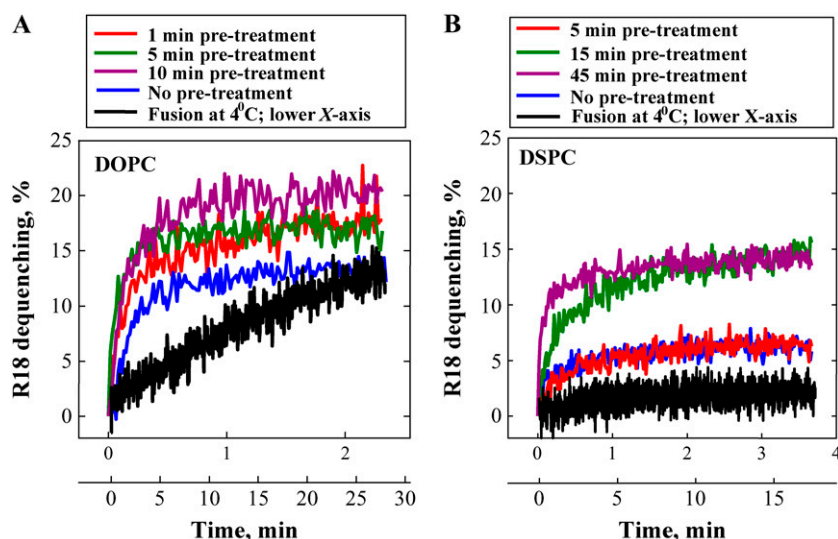 A
1 min pre-treatment
5 min pre-treatment
10 min pre-treatment
No pre-treatment
Fusion at 4⁰C; lower X-axis
R18 dequenching, %
25
20
15
10
5
0
DOPC
0 1 2
0 5 10 15 20 25 30
Time, min
B
5 min pre-treatment
15 min pre-treatment
45 min pre-treatment
No pre-treatment
Fusion at 4⁰C; lower X-axis
R18 dequenching, %
25
20
15
10
5
0
DSPC
0 1 2 3 4
0 5 10 15
Time, min